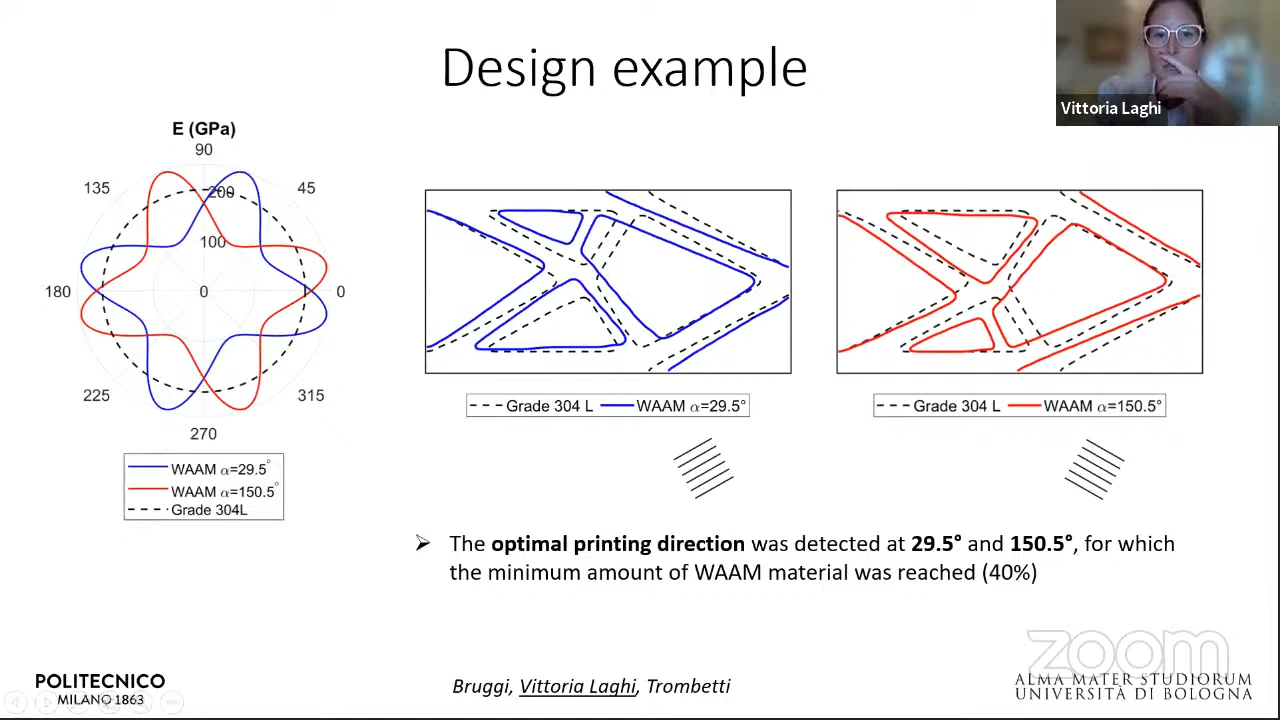 Design example
Vittoria Laghi
E (GPa)
90
135
45
200
100
180
0
0
225
315
270
WAAM α=29.5°
WAAM α=150.5°
Grade 304L
Grade 304 L
WAAM α=29.5°
Grade 304 L
WAAM α=150.5°
➢ The optimal printing direction was detected at 29.5° and 150.5°, for which
the minimum amount of WAAM material was reached (40%)
zoom
POLITECNICO
MILANO 1863
Bruggi, Vittoria Laghi, Trombetti
ALMA MATER STUDIORUM
UNIVERSITÀ DI BOLOGNA